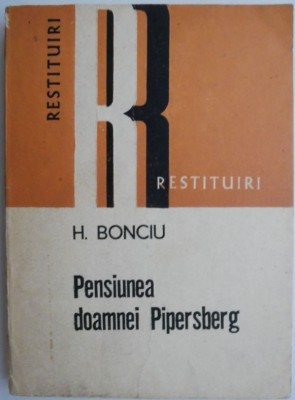 RESTITUIRI
R
RESTITUIRI
H. BONCIU
Pensiunea
doamnei Pipersberg